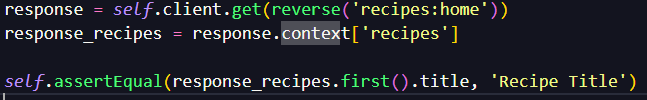 response = self.client.get(reverse('recipes:home'))
response_recipes = response.context['recipes']
self.assertEqual(response_recipes.first().title, 'Recipe Title')